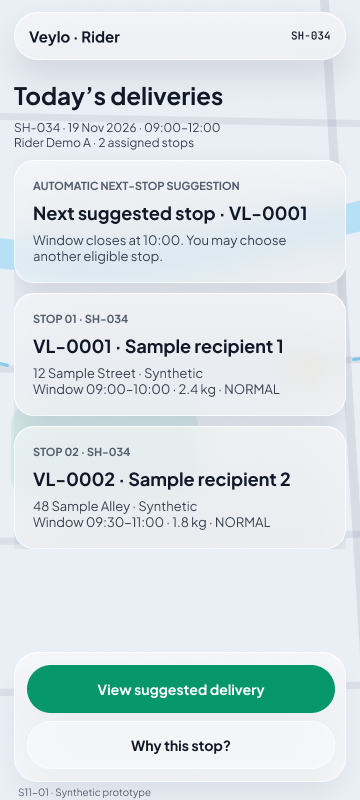 Veylo · Rider
SH-034
Today’s deliveries
SH-034 · 19 Nov 2026 · 09:00–12:00
Rider Demo A · 2 assigned stops
AUTOMATIC NEXT-STOP SUGGESTION
Next suggested stop · VL-0001
Window closes at 10:00. You may choose
another eligible stop.
STOP 01 · SH-034
VL-0001 · Sample recipient 1
12 Sample Street · Synthetic
Window 09:00–10:00 · 2.4 kg · NORMAL
STOP 02 · SH-034
VL-0002 · Sample recipient 2
48 Sample Alley · Synthetic
Window 09:30–11:00 · 1.8 kg · NORMAL
View suggested delivery
Why this stop?
S11-01 · Synthetic prototype